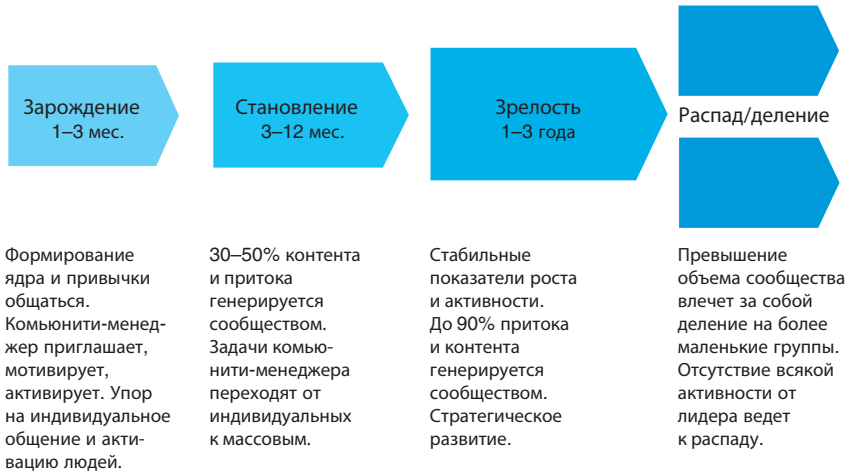 Зарождение
1–3 мес.
Становление
3–12 мес.
Зрелость
1–3 года
Распад/деление
Формирование
ядра и привычки
общаться.
Комьюнити-менед-
жер приглашает,
мотивирует,
активирует. Упор
на индивидуальное
общение и акти-
вацию людей.
30–50% контента
и притока
генерируется
сообществом.
Задачи комью-
нити-менеджера
переходят от
индивидуальных
к массовым.
Стабильные
показатели роста
и активности.
До 90% притока
и контента
генерируется
сообществом.
Стратегическое
развитие.
Превышение
объема сообщества
влечет за собой
деление на более
маленькие группы.
Отсутствие всякой
активности от
лидера ведет
к распаду.